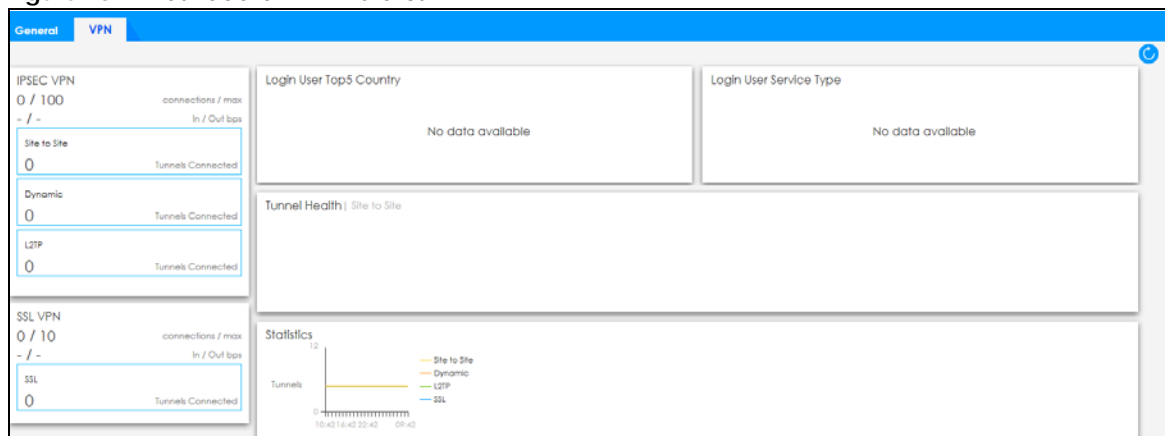 General VPN
IPSEC VPN
0 / 100 connections / max
- / - In / Out bps
Site to Site
0 Tunnels Connected
Dynamic
0 Tunnels Connected
L2TP
0 Tunnels Connected
SSL VPN
0 / 10 connections / max
- / - In / Out bps
SSL
0 Tunnels Connected
Login User Top5 Country
No data available
Login User Service Type
No data available
Tunnel Health | Site to Site
Statistics
12
Tunnels
0
10:42 16:42 22:42 09:42
Site to Site
Dynamic
L2TP
SSL